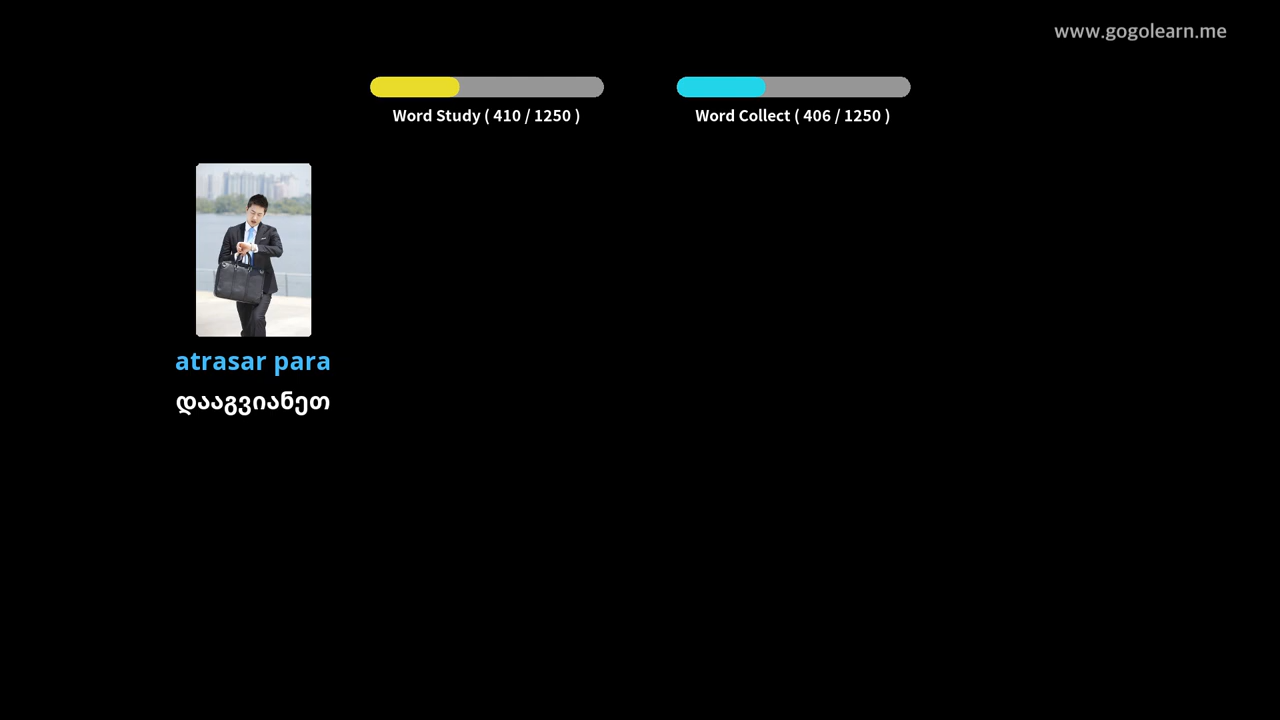 www.gogolearn.me
Word Study ( 410 / 1250 )
Word Collect ( 406 / 1250 )
atrasar para
დააგვიანეთ